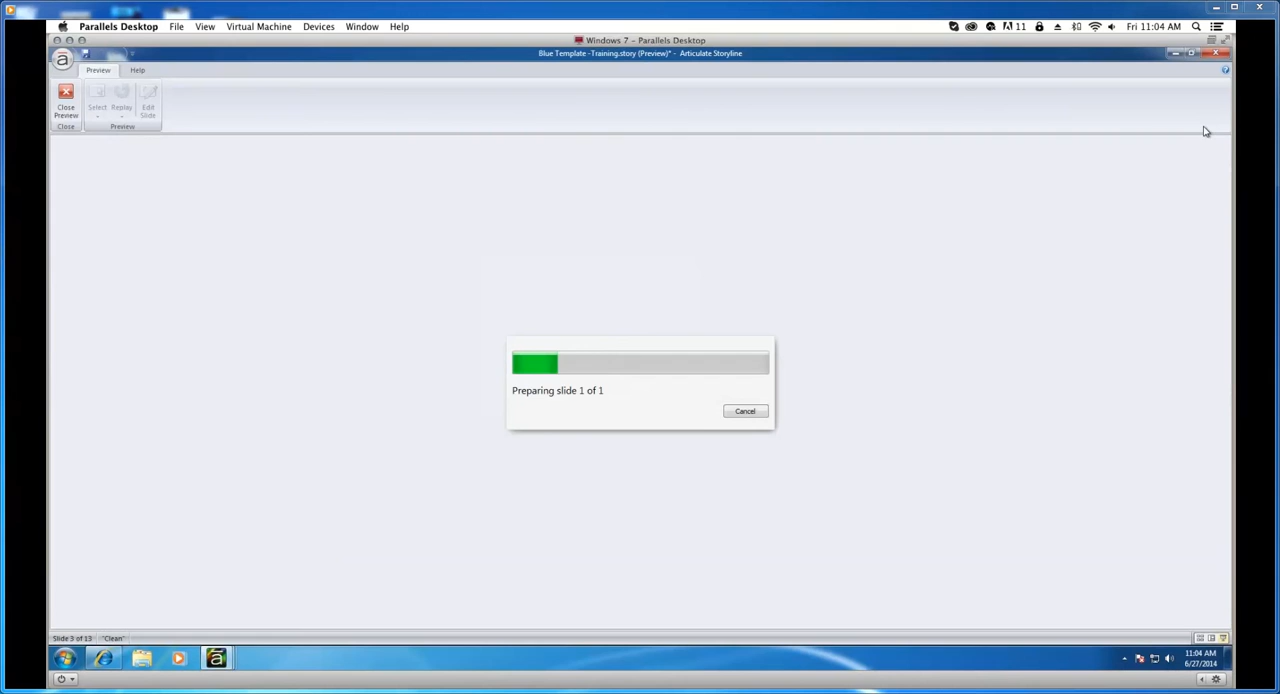 Parallels Desktop File View Virtual Machine Devices Window Help 11 Fri 11:04 AM
Windows 7 - Parallels Desktop
Blue Template -Training.story (Preview)* - Articulate Storyline
Preview Help
Close Preview Select Replay Edit Slide
Close Preview
Preparing slide 1 of 1
Cancel
Slide 3 of 13 "Clean"
11:04 AM
6/27/2014